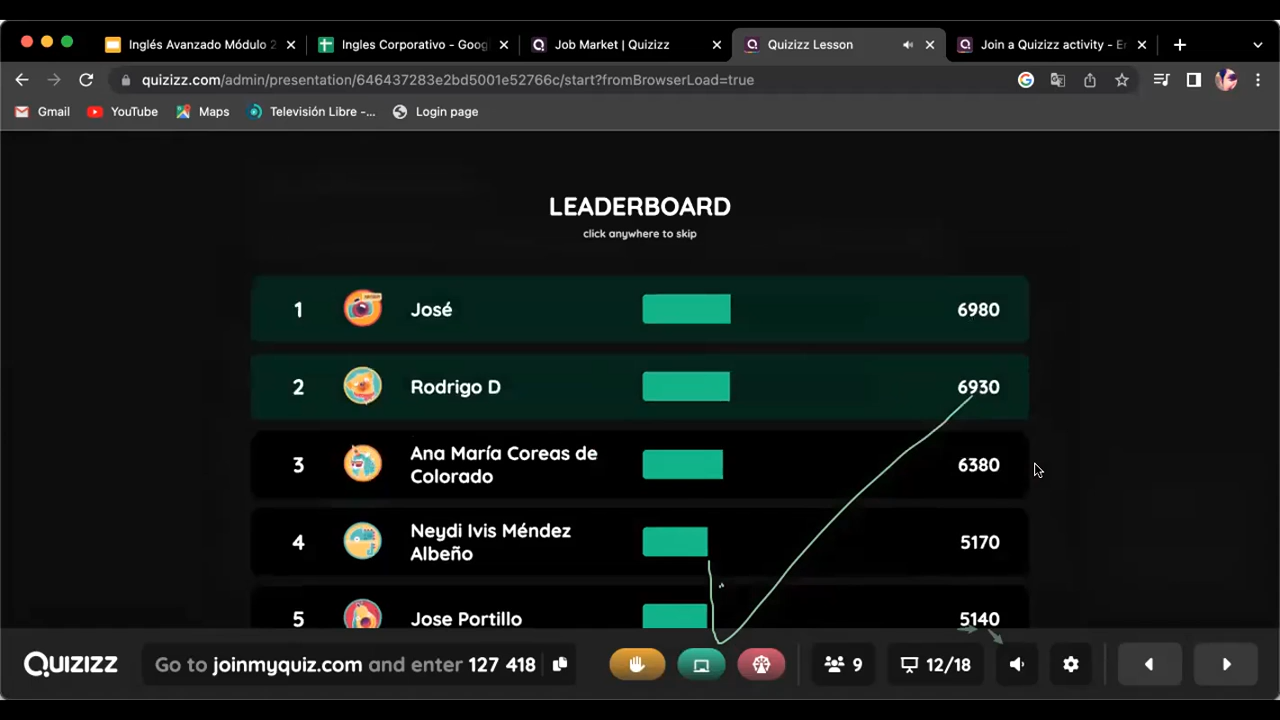 Inglés Avanzado Módulo 2
Ingles Corporativo - Goog
Job Market | Quizizz
Quizizz Lesson
Join a Quizizz activity - Er
quizizz.com/admin/presentation/646437283e2bd5001e52766c/start?fromBrowserLoad=true
Gmail
YouTube
Maps
Televisión Libre -...
Login page
LEADERBOARD
click anywhere to skip
1 José 6980
2 Rodrigo D 6930
3 Ana María Coreas de
Colorado 6380
4 Neydi Ivis Méndez
Albeño 5170
5 Jose Portillo 5140
QUIZIZZ
Go to joinmyquiz.com and enter 127 418
9
12/18